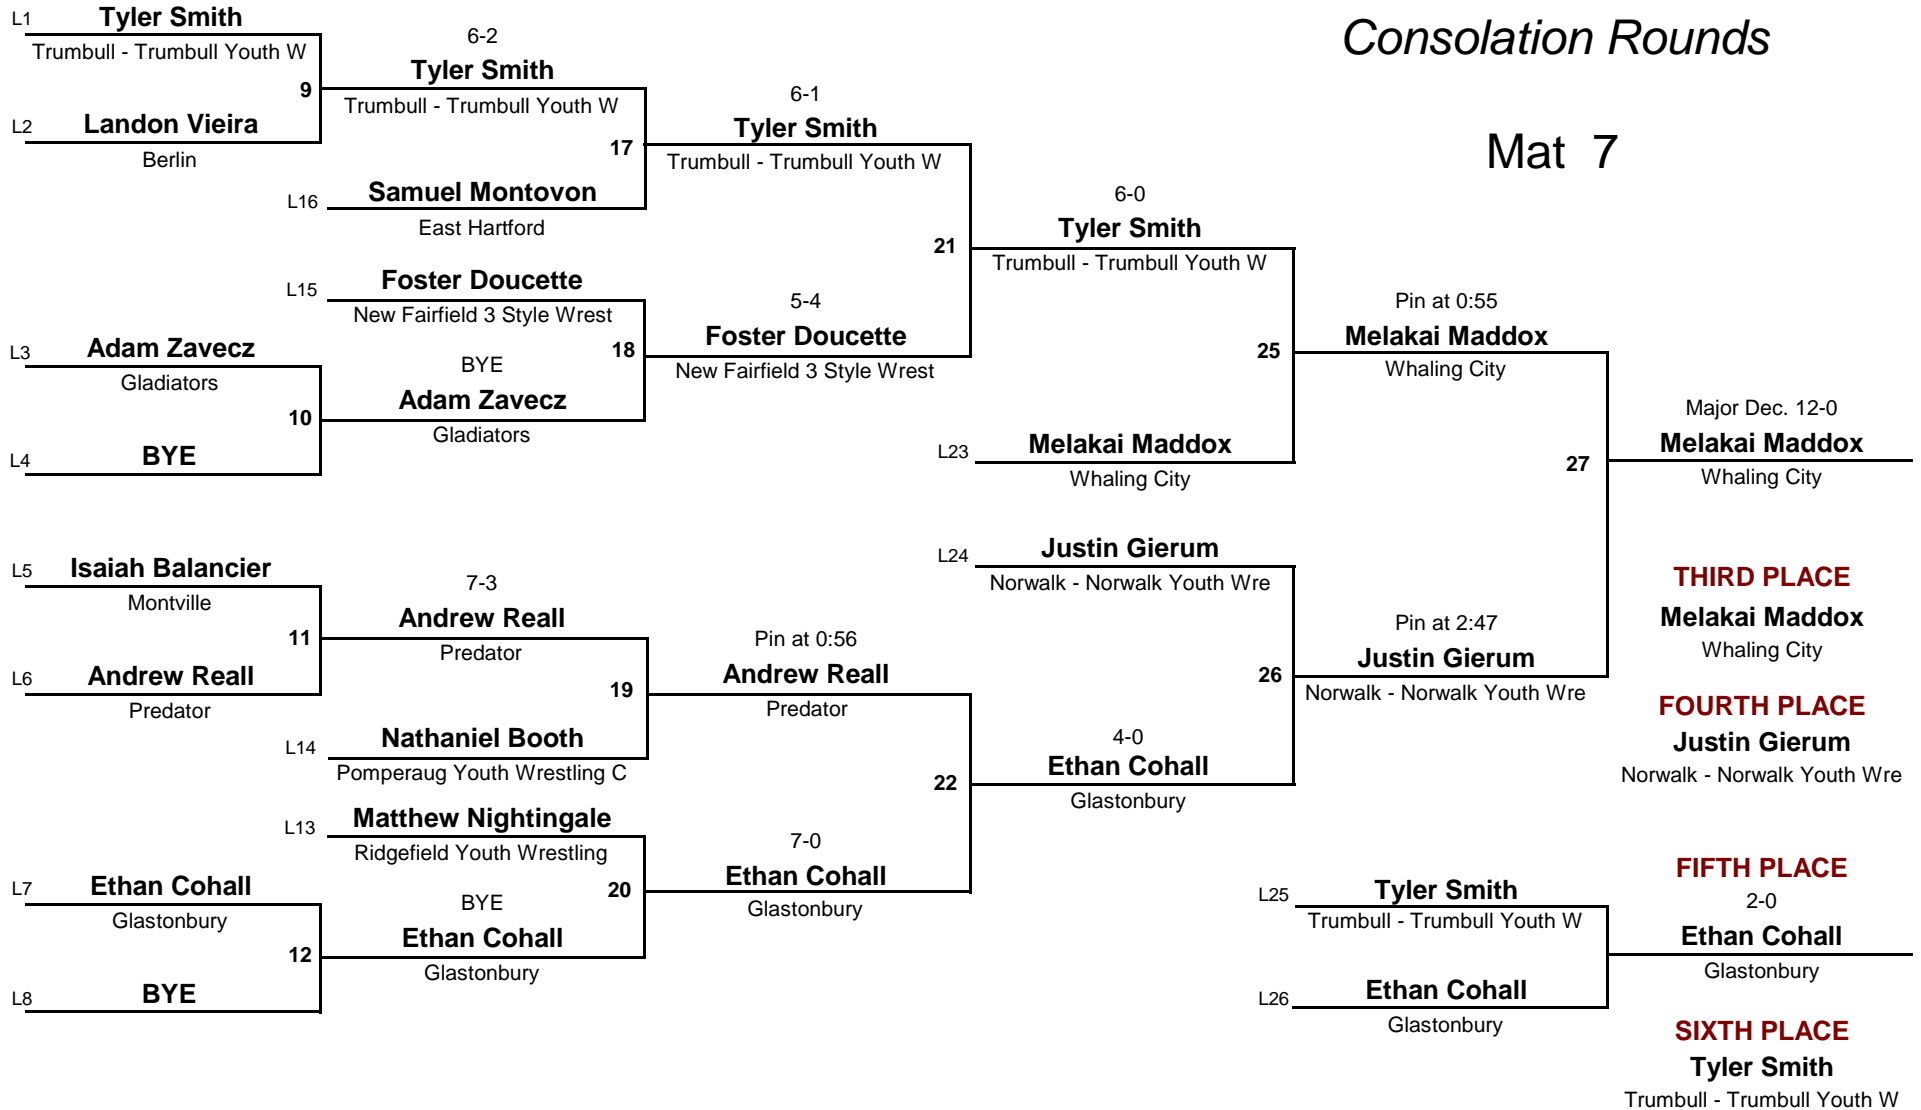 Consolation Rounds
Mat 7
L1 Tyler Smith
Trumbull - Trumbull Youth W
9
L2 Landon Vieira
Berlin
6-2
Tyler Smith
Trumbull - Trumbull Youth W
17
L16 Samuel Montovon
East Hartford
6-1
Tyler Smith
Trumbull - Trumbull Youth W
21
L15 Foster Doucette
New Fairfield 3 Style Wrest
18
L3 Adam Zavecz
Gladiators
10
L4 BYE
BYE
Adam Zavecz
Gladiators
5-4
Foster Doucette
New Fairfield 3 Style Wrest
6-0
Tyler Smith
Trumbull - Trumbull Youth W
25
L23 Melakai Maddox
Whaling City
Pin at 0:55
Melakai Maddox
Whaling City
27
Major Dec. 12-0
Melakai Maddox
Whaling City
L5 Isaiah Balancier
Montville
11
L6 Andrew Reall
Predator
7-3
Andrew Reall
Predator
19
L14 Nathaniel Booth
Pomperaug Youth Wrestling C
Pin at 0:56
Andrew Reall
Predator
22
L13 Matthew Nightingale
Ridgefield Youth Wrestling
20
L7 Ethan Cohall
Glastonbury
12
L8 BYE
BYE
Ethan Cohall
Glastonbury
7-0
Ethan Cohall
Glastonbury
L24 Justin Gierum
Norwalk - Norwalk Youth Wre
26
4-0
Ethan Cohall
Glastonbury
Pin at 2:47
Justin Gierum
Norwalk - Norwalk Youth Wre
THIRD PLACE
Melakai Maddox
Whaling City
FOURTH PLACE
Justin Gierum
Norwalk - Norwalk Youth Wre
L25 Tyler Smith
Trumbull - Trumbull Youth W
L26 Ethan Cohall
Glastonbury
FIFTH PLACE
2-0
Ethan Cohall
Glastonbury
SIXTH PLACE
Tyler Smith
Trumbull - Trumbull Youth W